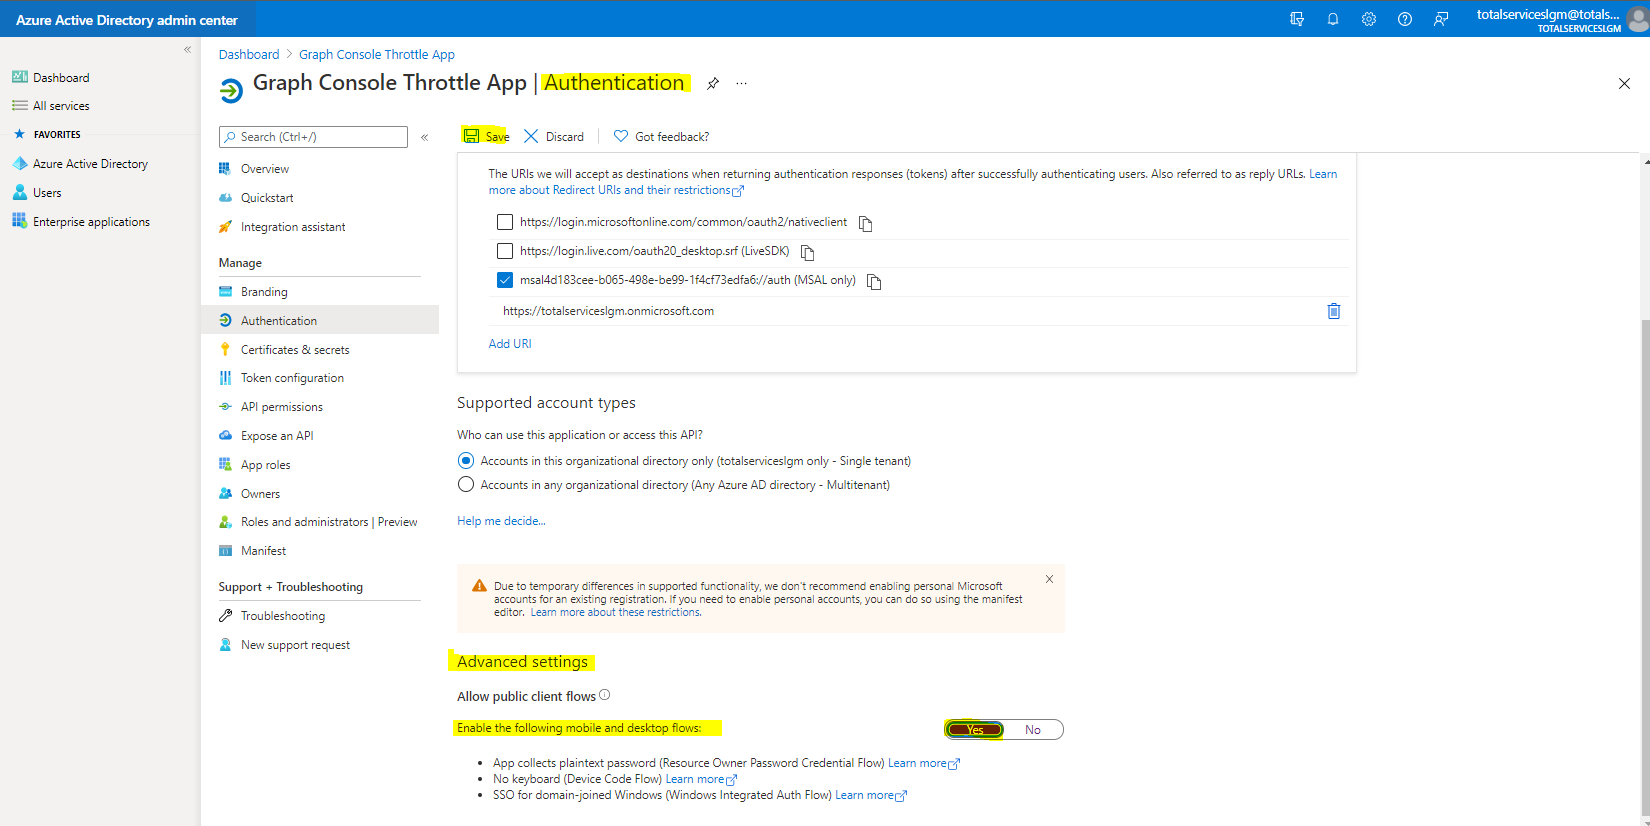 Azure Active Directory admin center
totalserviceslgm@totals...
TOTALSERVICESLGM
«
Dashboard
All services
FAVORITES
Azure Active Directory
Users
Enterprise applications
Dashboard > Graph Console Throttle App
Graph Console Throttle App | Authentication
...
Search (Ctrl+/)
«
Overview
Quickstart
Integration assistant
Manage
Branding
Authentication
Certificates & secrets
Token configuration
API permissions
Expose an API
App roles
Owners
Roles and administrators | Preview
Manifest
Support + Troubleshooting
Troubleshooting
New support request
Save
Discard
Got feedback?
The URIs we will accept as destinations when returning authentication responses (tokens) after successfully authenticating users. Also referred to as reply URLs. Learn
more about Redirect URIs and their restrictions
https://login.microsoftonline.com/common/oauth2/nativeclient
https://login.live.com/oauth20_desktop.srf (LiveSDK)
msal4d183cee-b065-498e-be99-1f4cf73edfa6://auth (MSAL only)
https://totalserviceslgm.onmicrosoft.com
Add URI
Supported account types
Who can use this application or access this API?
Accounts in this organizational directory only (totalserviceslgm only - Single tenant)
Accounts in any organizational directory (Any Azure AD directory - Multitenant)
Help me decide...
Due to temporary differences in supported functionality, we don't recommend enabling personal Microsoft
accounts for an existing registration. If you need to enable personal accounts, you can do so using the manifest
editor. Learn more about these restrictions.
Advanced settings
Allow public client flows
Enable the following mobile and desktop flows:
Yes
No
• App collects plaintext password (Resource Owner Password Credential Flow) Learn more
• No keyboard (Device Code Flow) Learn more
• SSO for domain-joined Windows (Windows Integrated Auth Flow) Learn more